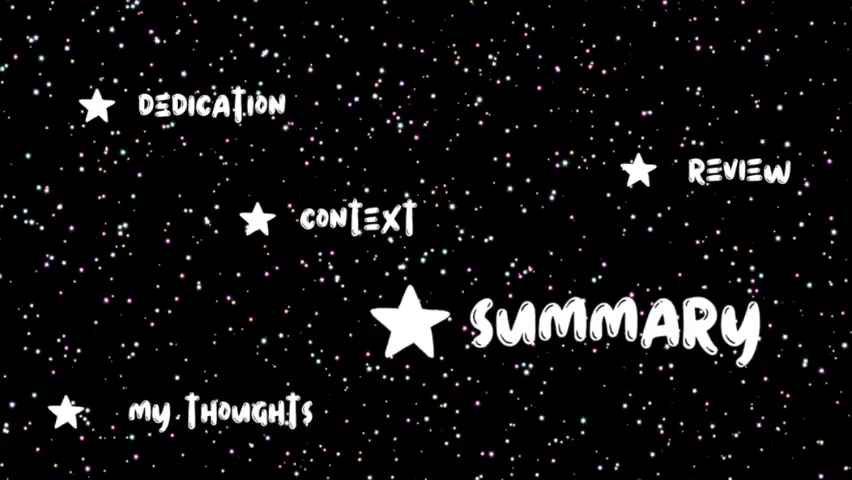 DEDICATION
REVIEW
CONTEXT
SUMMARY
MY THOUGHTS